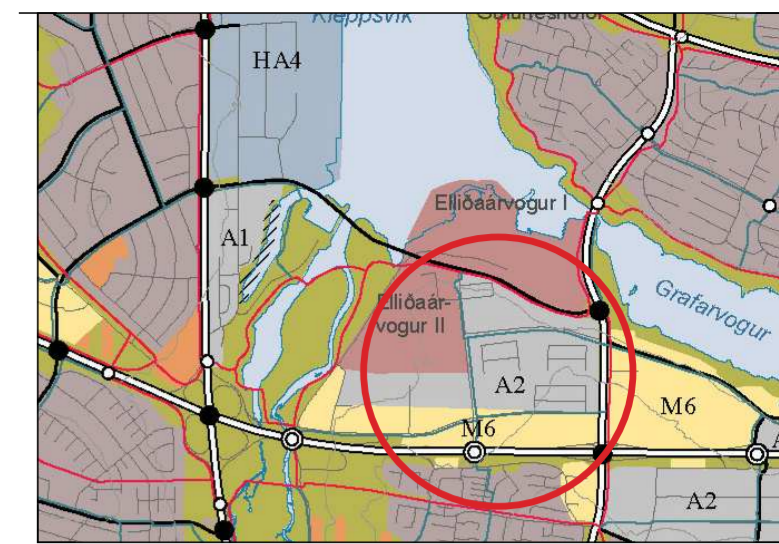 Kleppsvík
HA4
Elliðaárvogur I
A1
Elliðaár-
vogur II
Grafarvogur
A2
M6
M6
A2